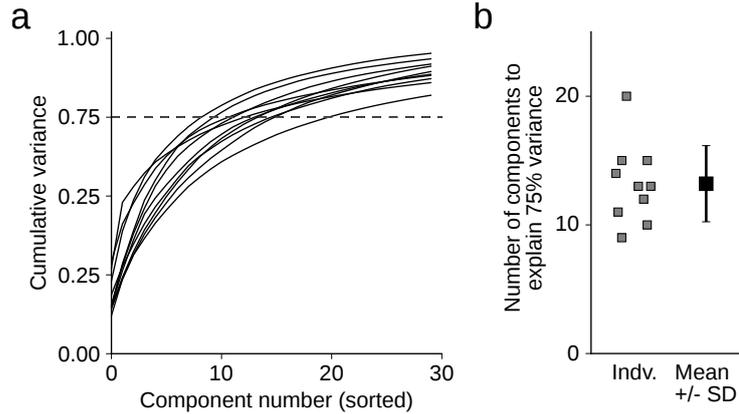 a
b
1.00
0.75
0.25
0.25
0.00
Cumulative variance
0
10
20
30
Component number (sorted)
Number of components to
explain 75% variance
20
10
0
Indv.
Mean
+/- SD